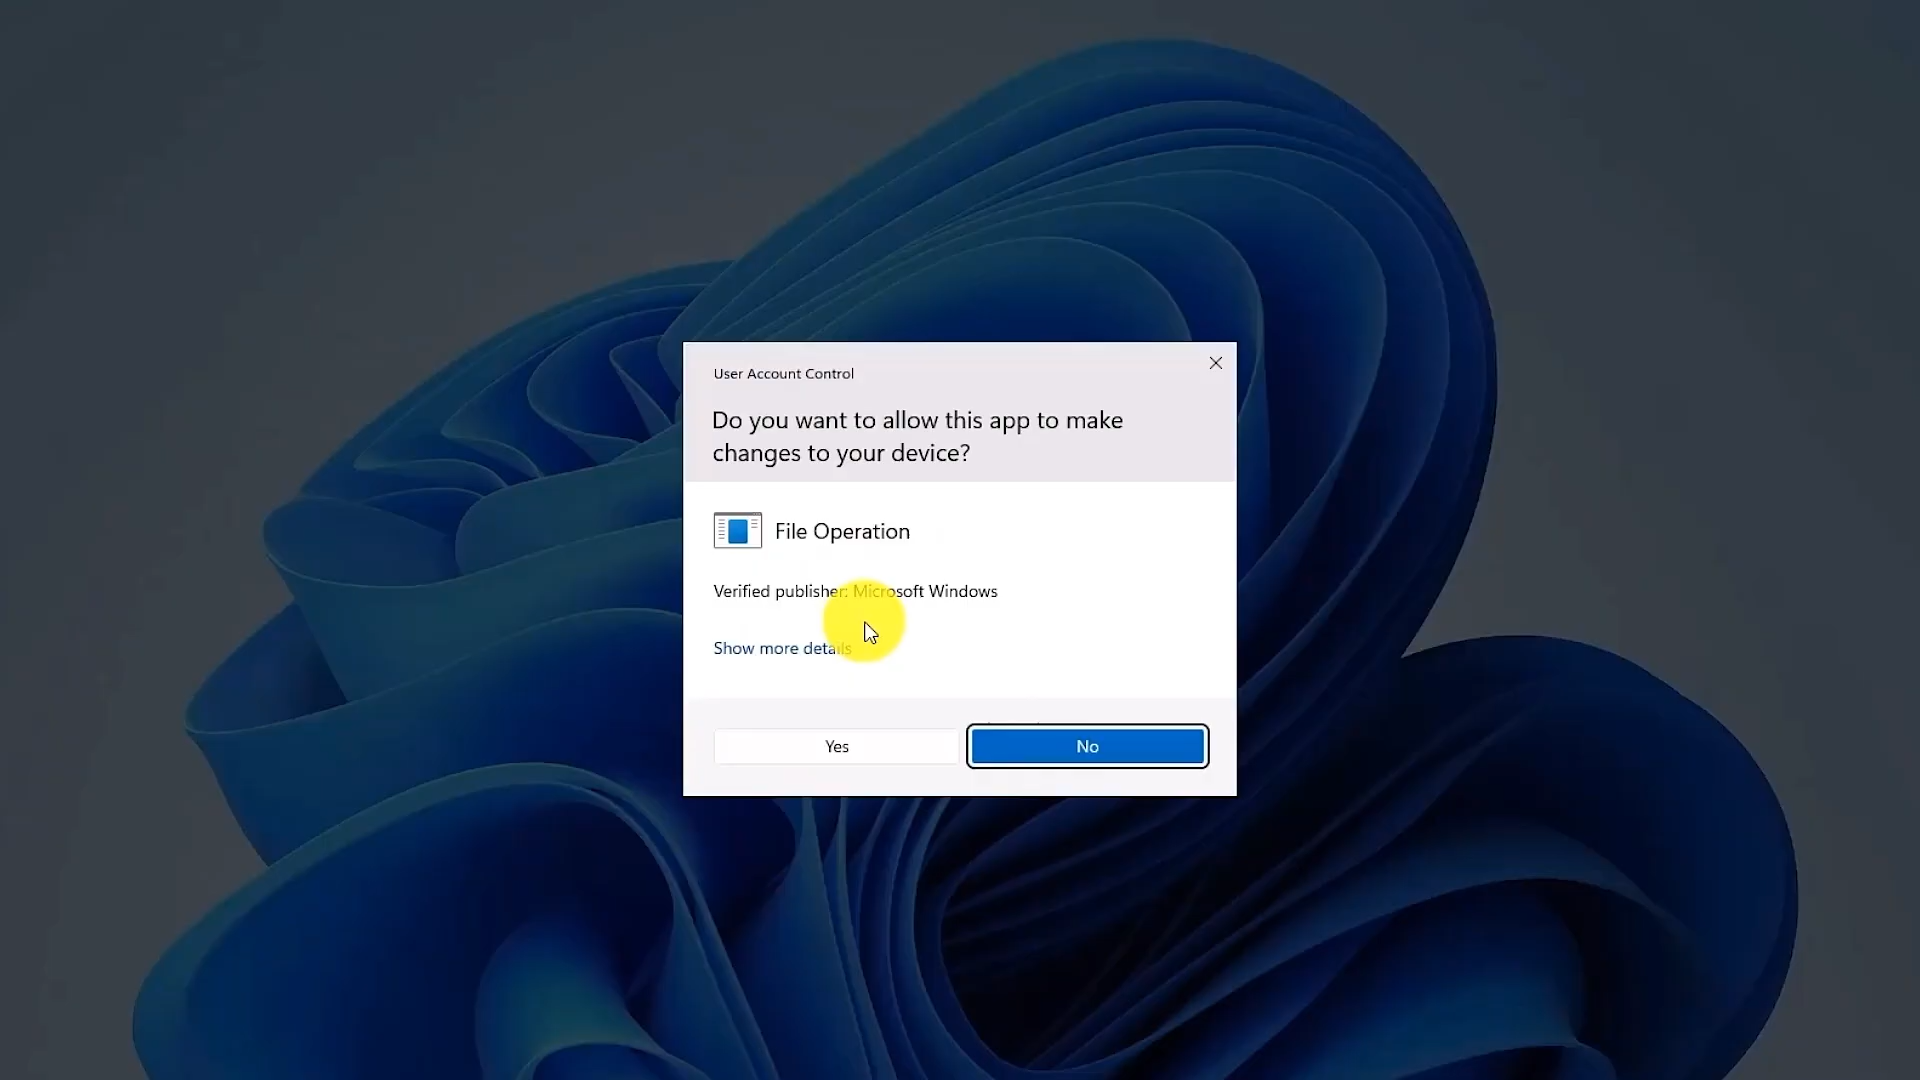 User Account Control
Do you want to allow this app to make
changes to your device?
File Operation
Verified publisher: Microsoft Windows
Show more details
Yes
No